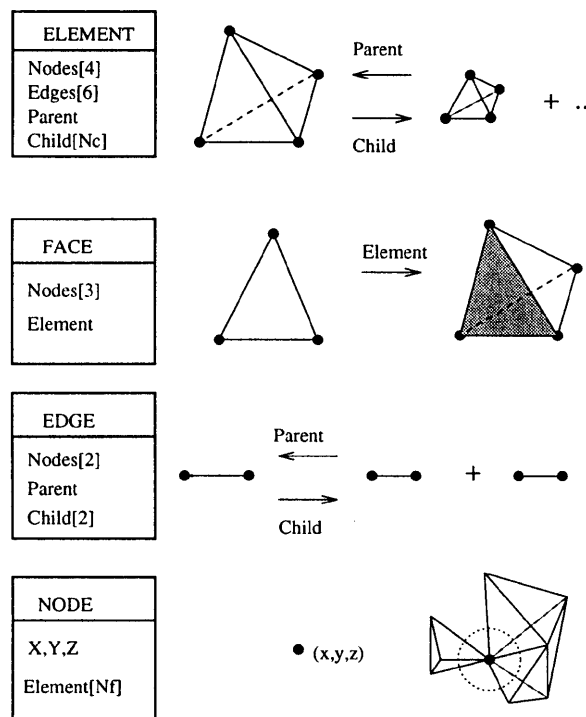 ELEMENT
Nodes[4]
Edges[6]
Parent
Child[Nc]
Parent
Child
+ ..
FACE
Nodes[3]
Element
Element
EDGE
Nodes[2]
Parent
Child[2]
Parent
Child
+
NODE
X,Y,Z
Element[Nf]
(x,y,z)